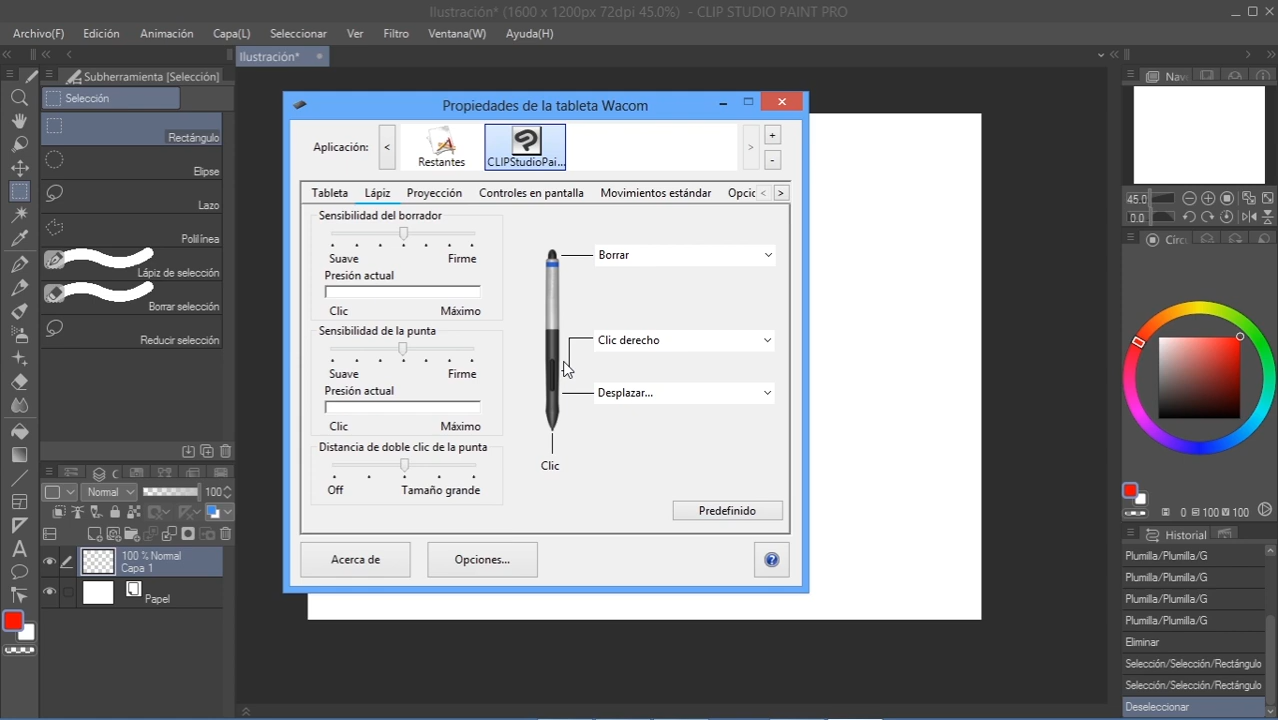 Ilustración* (1600 x 1200px 72dpi 45.0%)  - CLIP STUDIO PAINT PRO
Archivo(F) Edición Animación Capa(L) Seleccionar Ver Filtro Ventana(W) Ayuda(H)
Subherramienta [Selección]
Ilustración*
Selección
Rectángulo
Elipse
Lazo
Polilínea
Lápiz de selección
Borrar selección
Reducir selección
Normal 100
100 % Normal
Capa 1
Papel
Propiedades de la tableta Wacom
Aplicación: < Restantes CLIPStudioPai... > + -
Tableta Lápiz Proyección Controles en pantalla Movimientos estándar Opcio < >
Sensibilidad del borrador
Suave Firme
Presión actual
Clic Máximo
Sensibilidad de la punta
Suave Firme
Presión actual
Clic Máximo
Distancia de doble clic de la punta
Off Tamaño grande
Borrar
Clic derecho
Desplazar...
Clic
Predefinido
Acerca de Opciones... ?
Nav
45.0
0.0
Círc
0 100 100
Historial
Plumilla/Plumilla/G
Plumilla/Plumilla/G
Plumilla/Plumilla/G
Plumilla/Plumilla/G
Eliminar
Selección/Selección/Rectángulo
Selección/Selección/Rectángulo
Deseleccionar